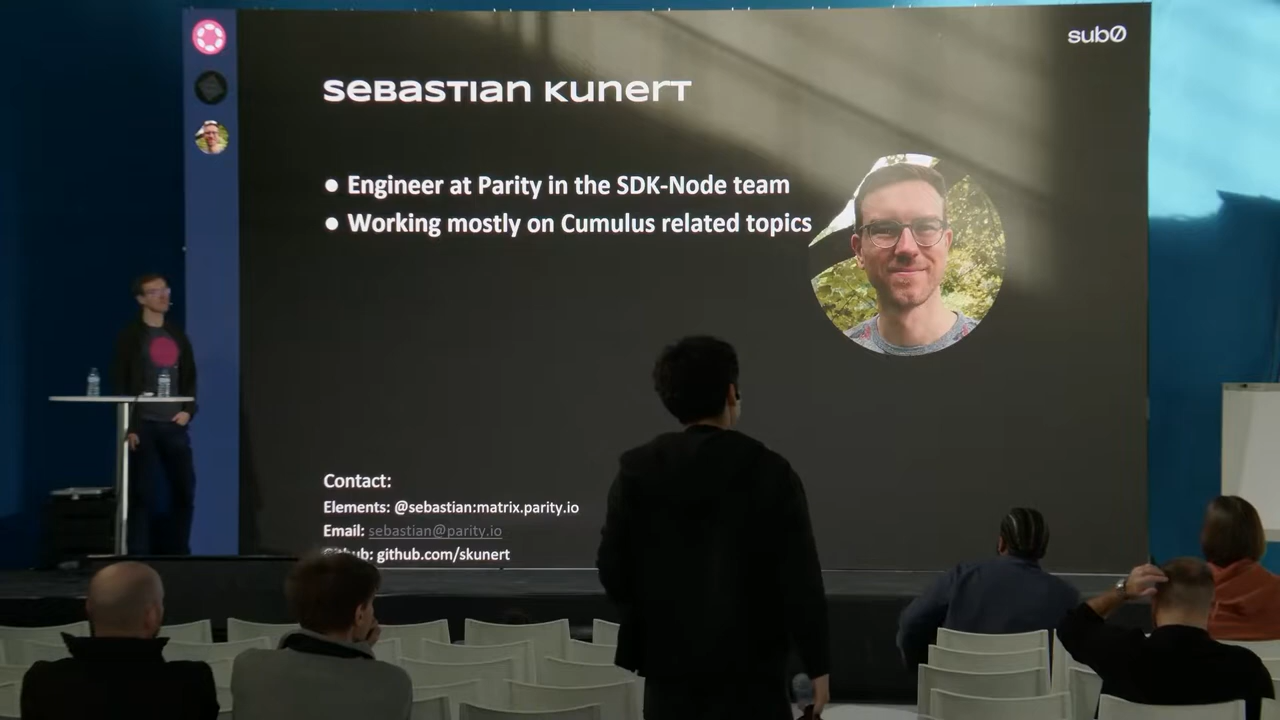 sub0
Sebastian Kunert
● Engineer at Parity in the SDK-Node team
● Working mostly on Cumulus related topics
Contact:
Elements: @sebastian:matrix.parity.io
Email: sebastian@parity.io
Github: github.com/skunert